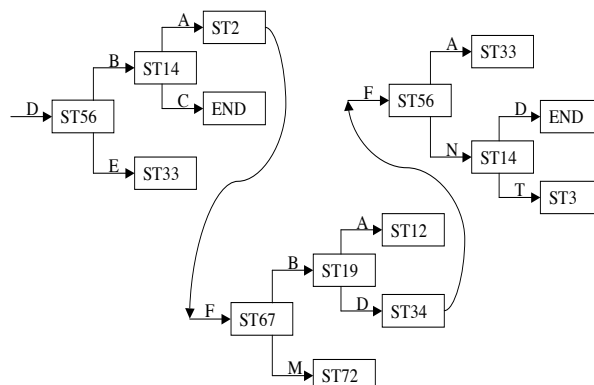 A ST2
B ST14
D ST56
C END
E ST33
A ST33
F ST56
D END
N ST14
T ST3
A ST12
B ST19
D ST34
F ST67
M ST72